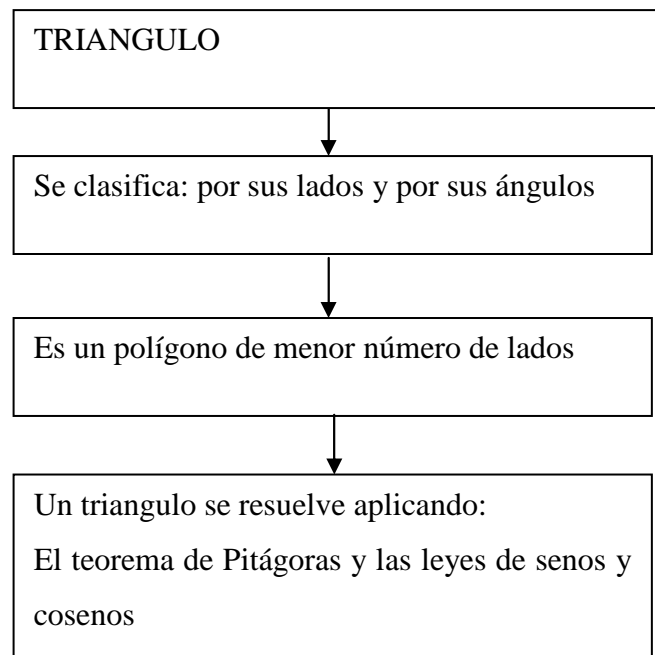 TRIANGULO
Se clasifica: por sus lados y por sus ángulos
Es un polígono de menor número de lados
Un triangulo se resuelve aplicando:
El teorema de Pitágoras y las leyes de senos y
cosenos